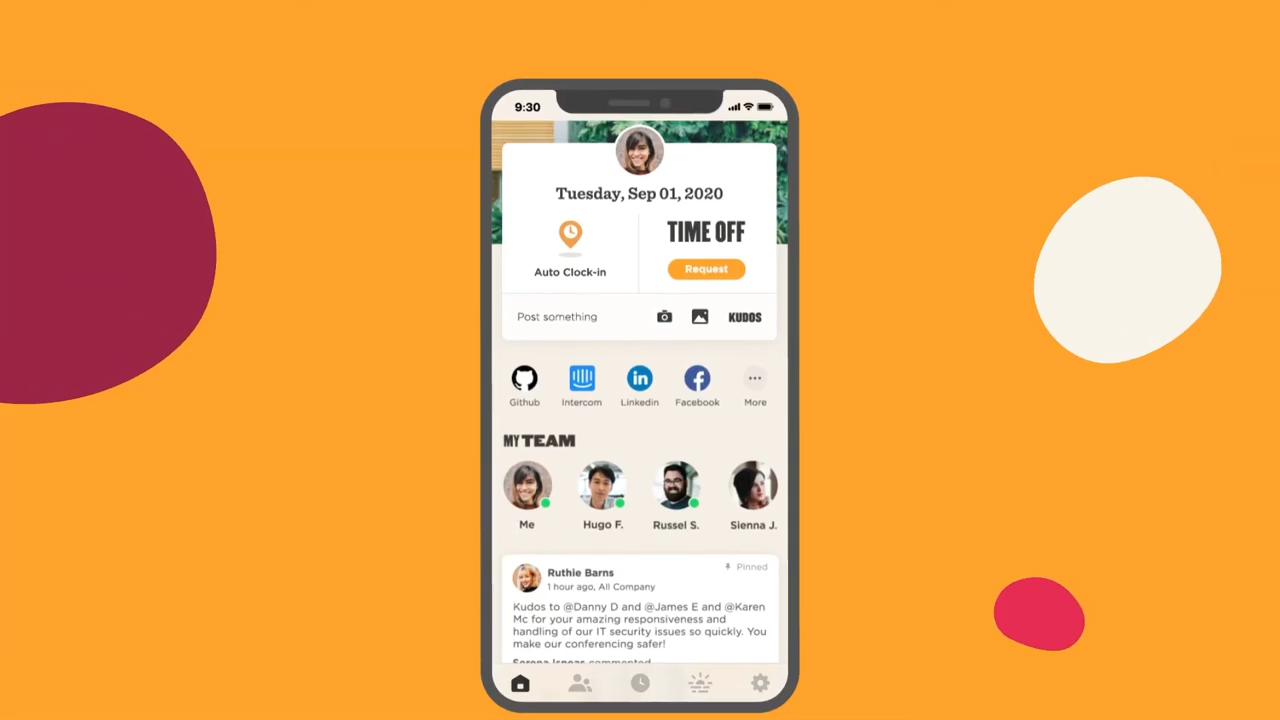 9:30
Tuesday, Sep 01, 2020
Auto Clock-in
TIME OFF
Request
Post something
KUDOS
Github
Intercom
Linkedin
Facebook
More
MY TEAM
Me
Hugo F.
Russel S.
Sienna J.
Ruthie Barns
Pinned
1 hour ago, All Company
Kudos to @Danny D and @James E and @Karen
Mc for your amazing responsiveness and
handling of our IT security issues so quickly. You
make our conferencing safer!
commented